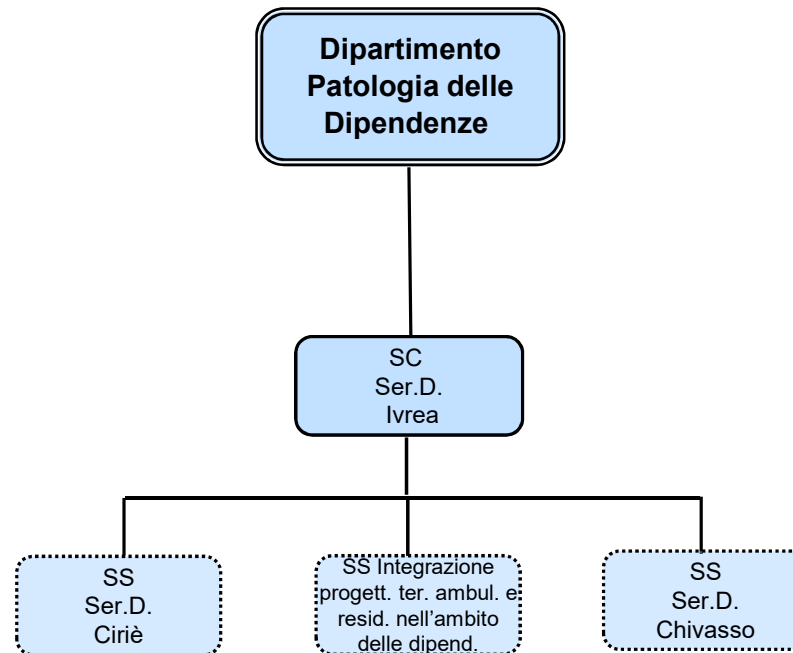 Dipartimento
Patologia delle
Dipendenze
SC
Ser.D.
Ivrea
SS
Ser.D.
Ciriè
SS Integrazione
progett. ter. ambul. e
resid. nell’ambito
delle dipend.
SS
Ser.D.
Chivasso